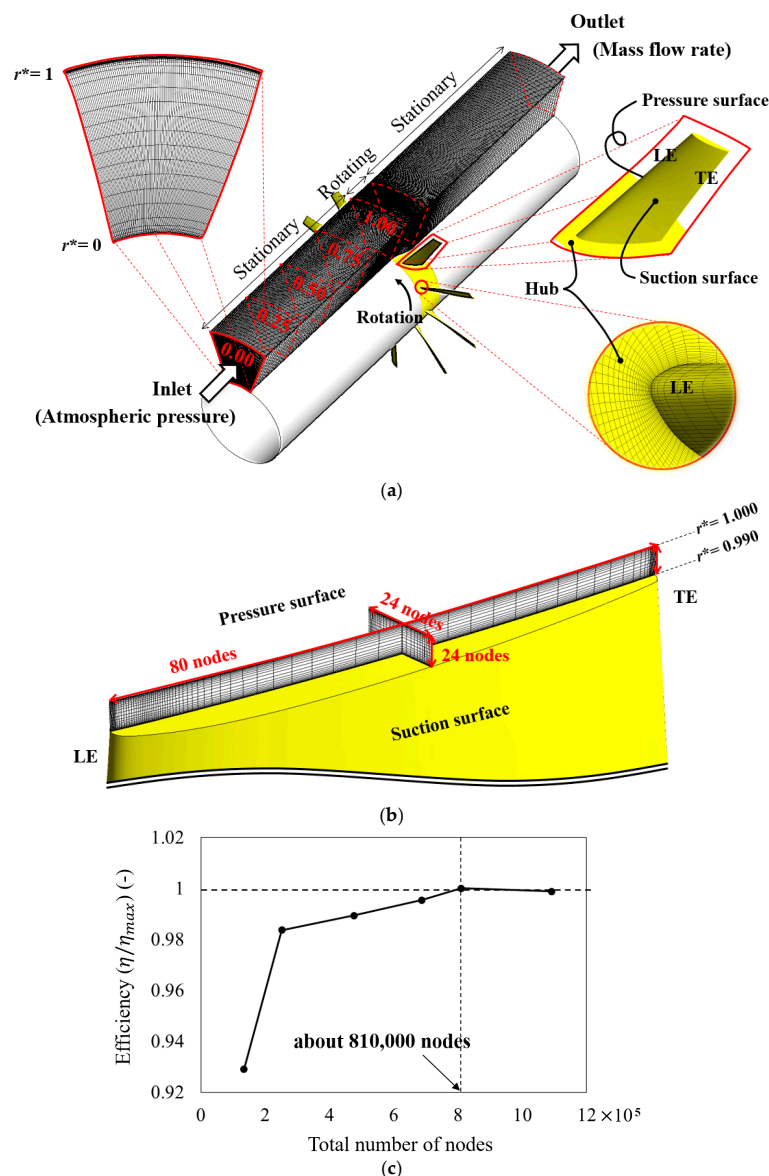 Outlet
(Mass flow rate)
r*= 1
Stationary
Pressure surface
LE
TE
Rotating
1.00
Stationary
0.75
r*= 0
0.50
Suction surface
Hub
0.25
Rotation
0.00
LE
Inlet
(Atmospheric pressure)
(a)
r*= 1.000
r*= 0.990
Pressure surface
24 nodes
TE
80 nodes
24 nodes
Suction surface
LE
(b)
1.02
1
0.98
0.96
0.94
0.92
Efficiency (η/η_max) (-)
about 810,000 nodes
0 2 4 6 8 10 12 × 10⁵
Total number of nodes
(c)